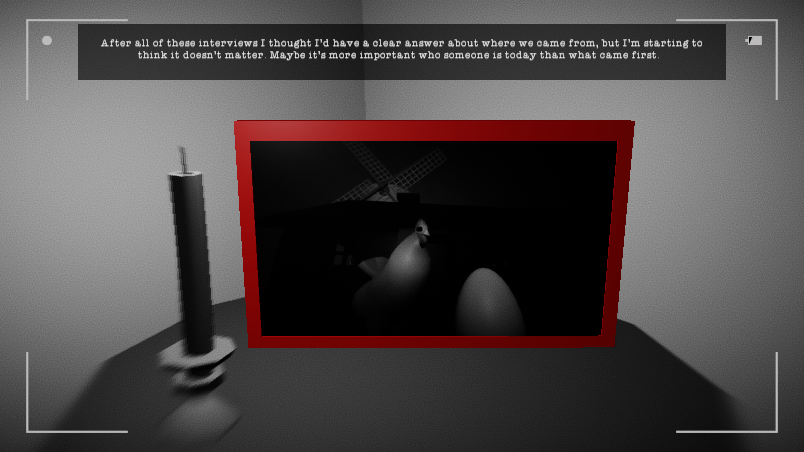 After all of these interviews I thought I'd have a clear answer about where we came from, but I'm starting to
think it doesn't matter. Maybe it's more important who someone is today than what came first.